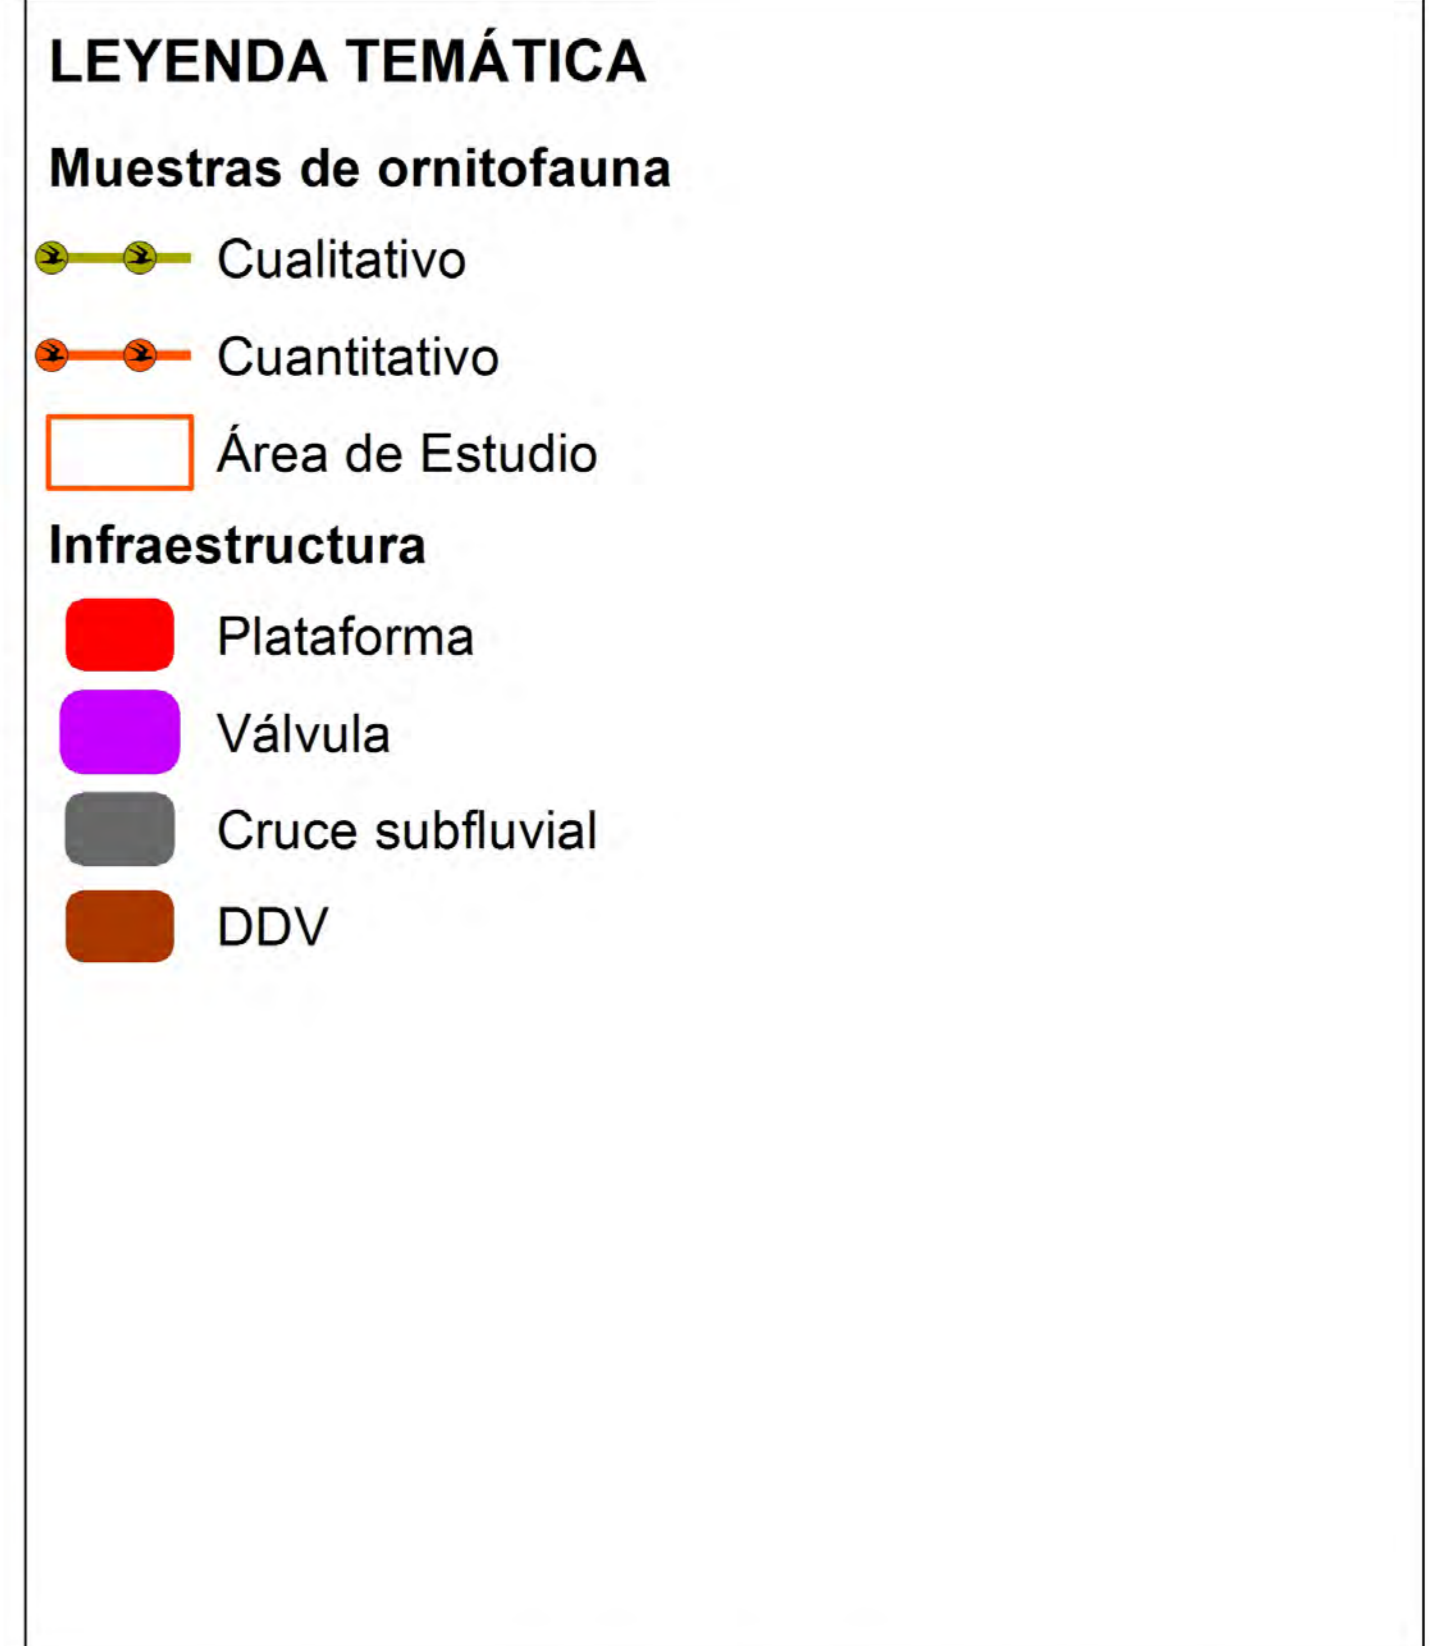 LEYENDA TEMÁTICA
Muestras de ornitofauna
Cualitativo
Cuantitativo
Área de Estudio
Infraestructura
Plataforma
Válvula
Cruce subfluvial
DDV